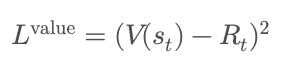 L^value = (V(s_t) − R_t)^2